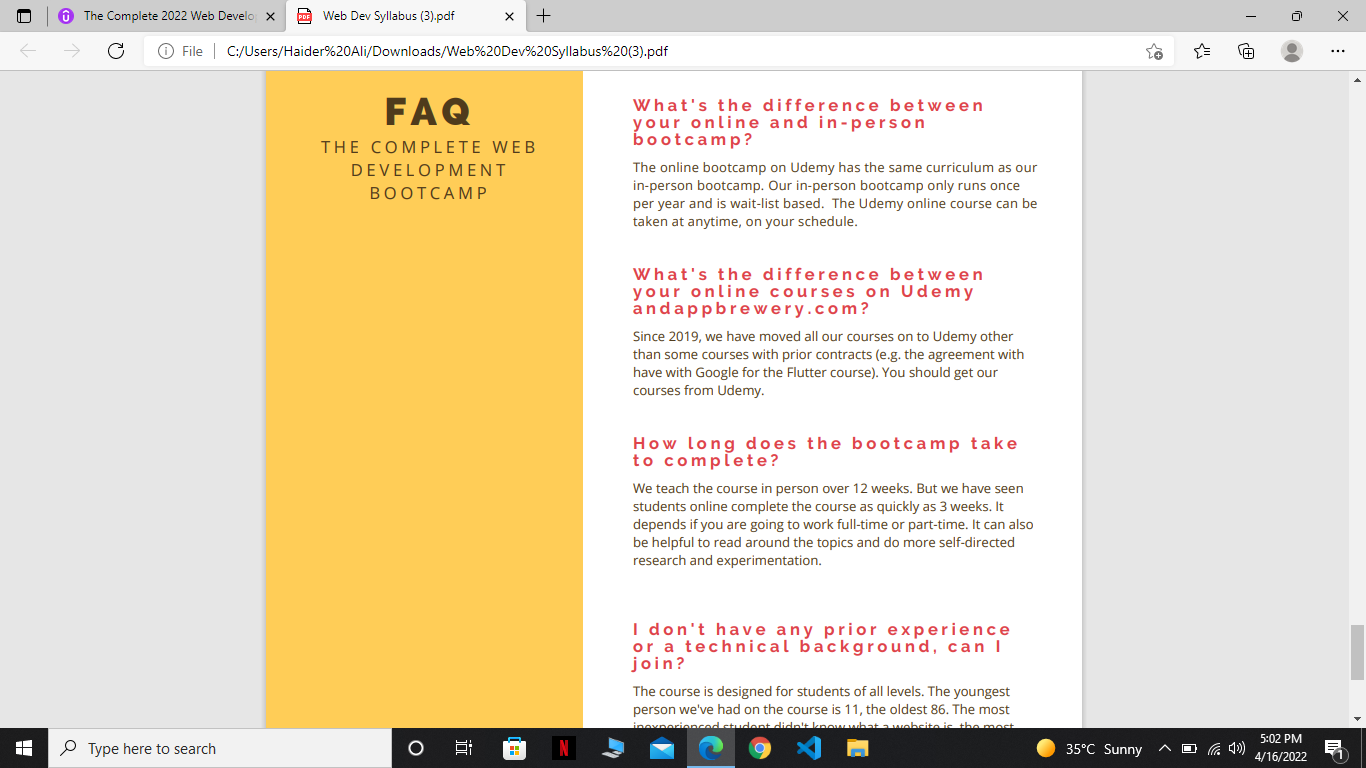 The Complete 2022 Web Develo
Web Dev Syllabus (3).pdf
File
C:/Users/Haider%20Ali/Downloads/Web%20Dev%20Syllabus%20(3).pdf
FAQ
THE COMPLETE WEB
DEVELOPMENT
BOOTCAMP
What's the difference between
your online and in-person
bootcamp?
The online bootcamp on Udemy has the same curriculum as our
in-person bootcamp. Our in-person bootcamp only runs once
per year and is wait-list based.  The Udemy online course can be
taken at anytime, on your schedule.
What's the difference between
your online courses on Udemy
andappbrewery.com?
Since 2019, we have moved all our courses on to Udemy other
than some courses with prior contracts (e.g. the agreement with
have with Google for the Flutter course). You should get our
courses from Udemy.
How long does the bootcamp take
to complete?
We teach the course in person over 12 weeks. But we have seen
students online complete the course as quickly as 3 weeks. It
depends if you are going to work full-time or part-time. It can also
be helpful to read around the topics and do more self-directed
research and experimentation.
I don't have any prior experience
or a technical background, can I
join?
The course is designed for students of all levels. The youngest
person we've had on the course is 11, the oldest 86. The most
inexperienced student didn't know what a website is, the most
Type here to search
35°C Sunny
5:02 PM
4/16/2022
1